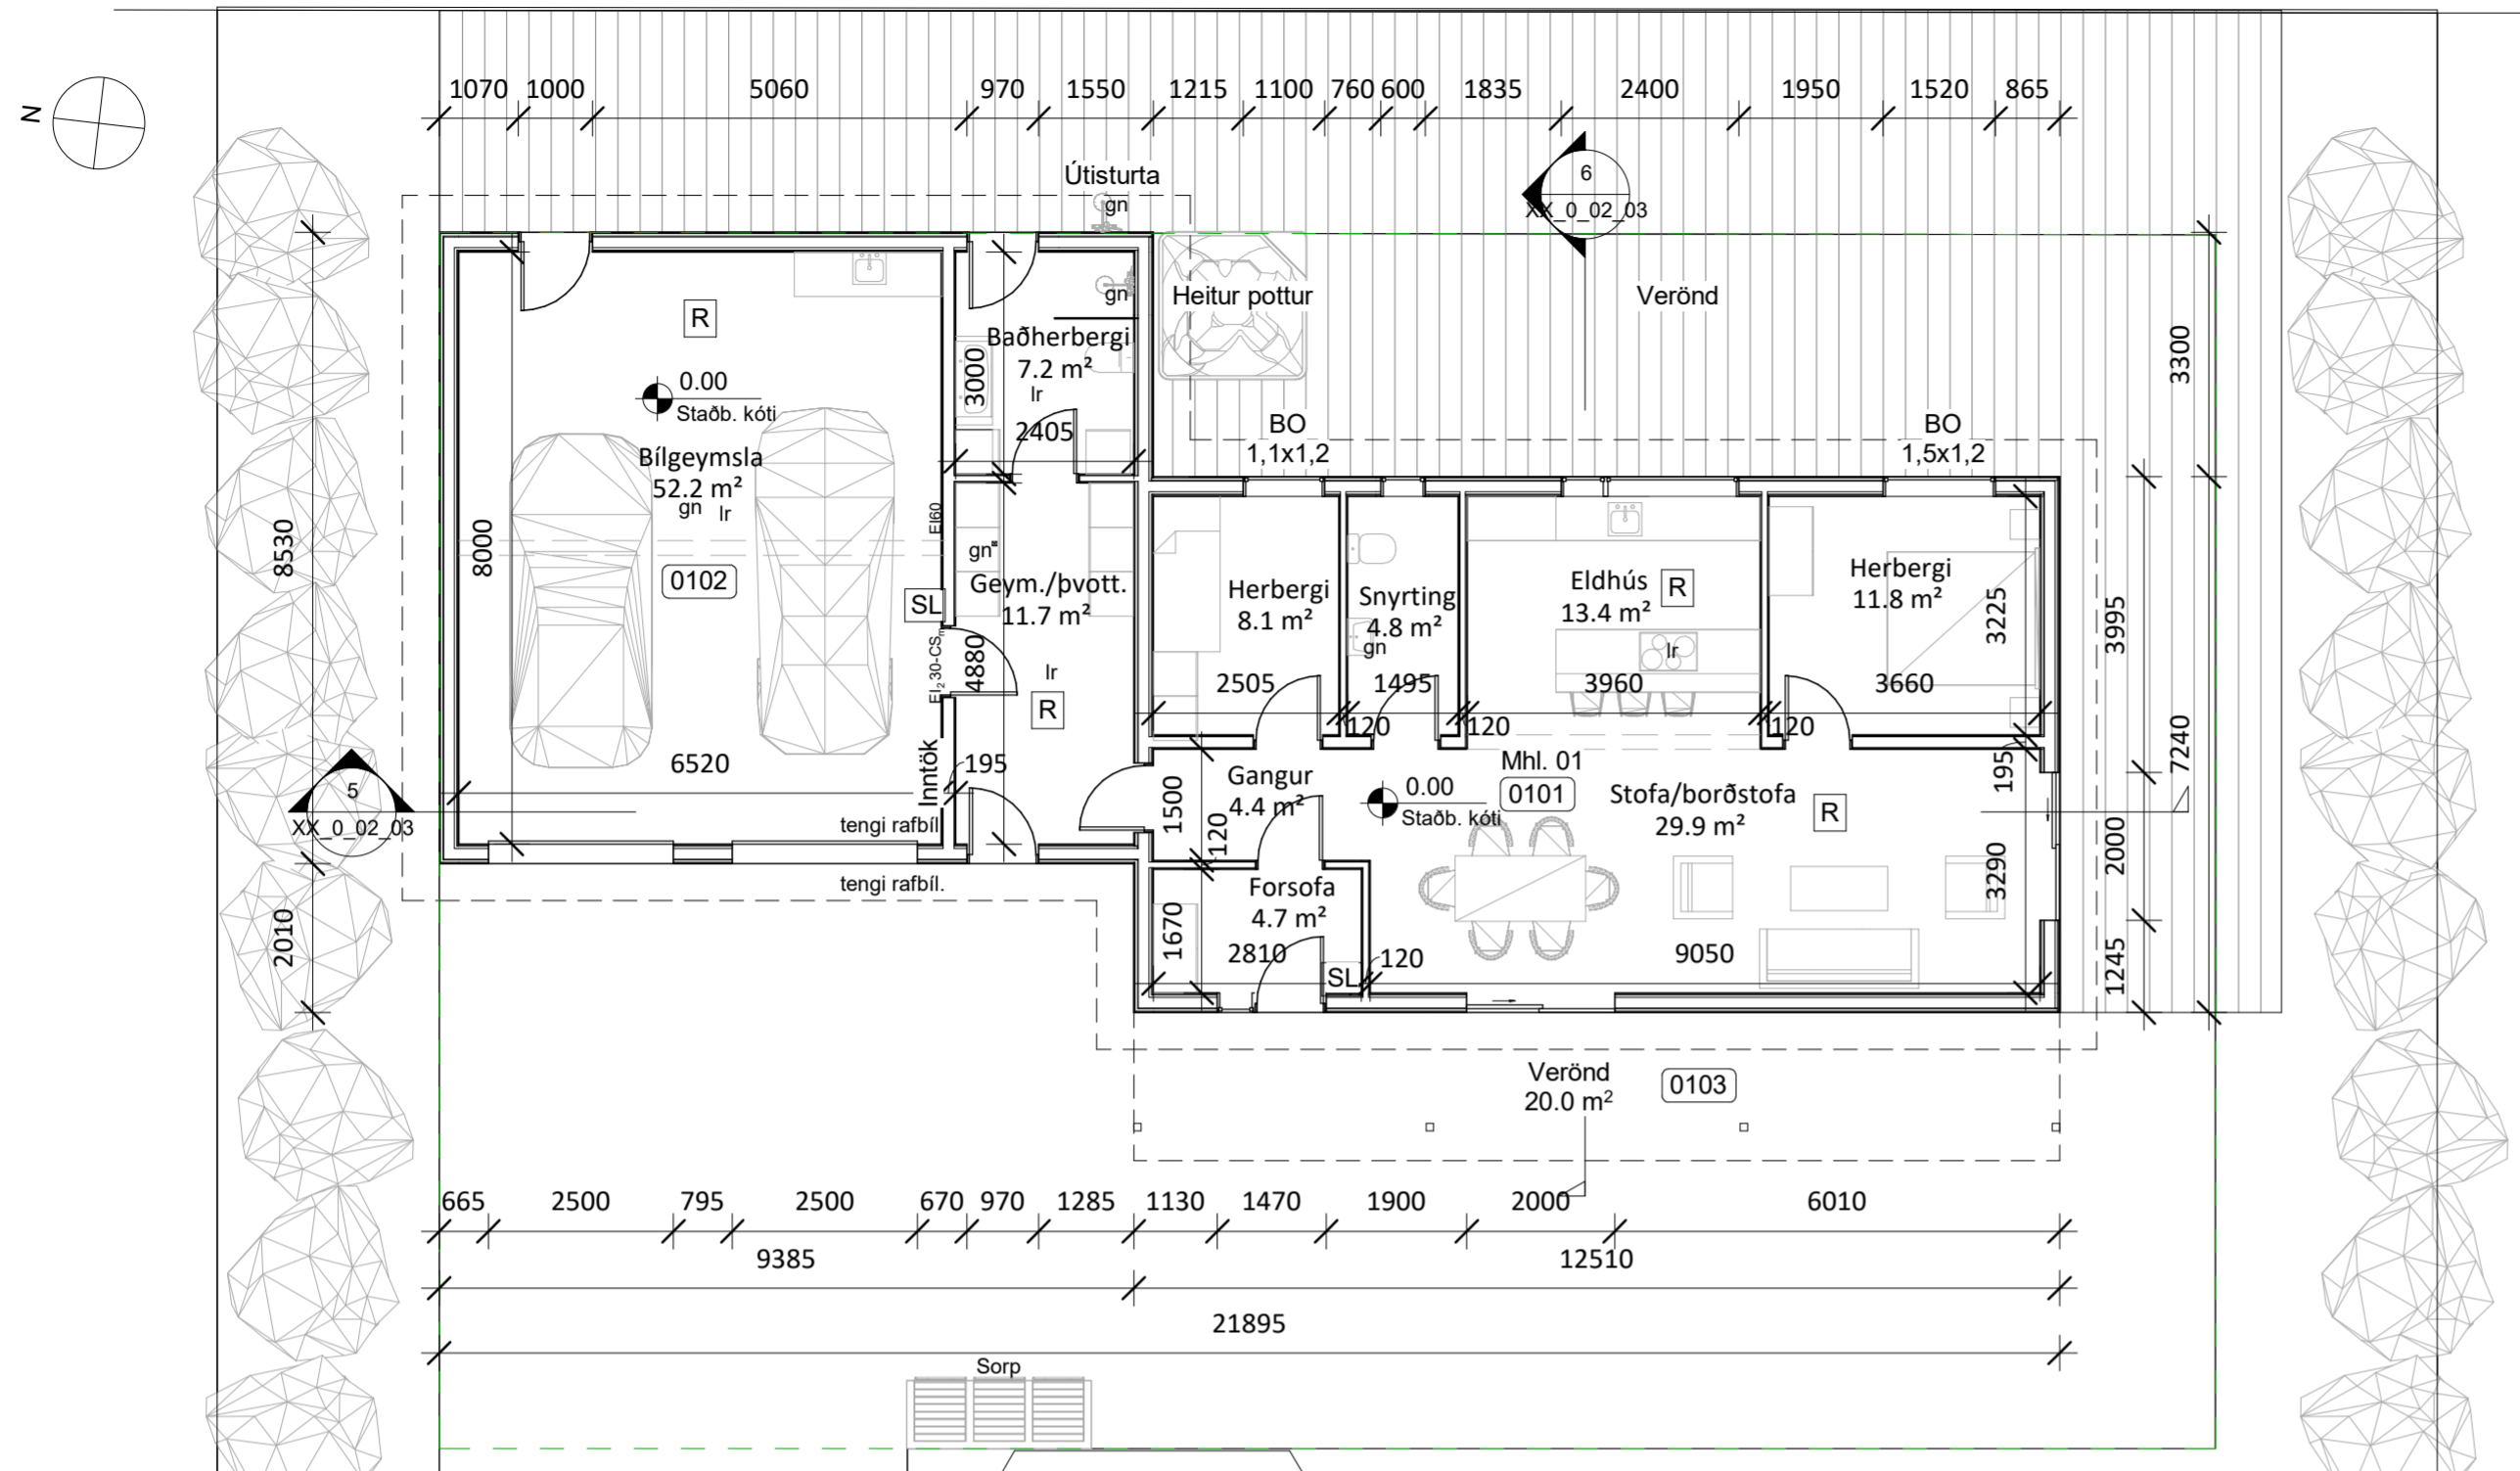 1070 1000 5060 970 1550 1215 1100 760 600 1835 2400 1950 1520 865
N
Útisturta
gn
6
XX_0_02_03
gn
Heitur pottur
Verönd
R
Baðherbergi
7.2 m²
lr
3000
2405
0.00
Staðb. kóti
3300
BO
1,1x1,2
BO
1,5x1,2
Bílgeymsla
52.2 m²
gn lr
EI60
8530
8000
0102
SL
gn
Geym./þvott.
11.7 m²
EI₂ 30-CSₘ
4880
lr
R
Herbergi
8.1 m²
2505
Snyrting
4.8 m²
gn
1495
Eldhús
13.4 m²
R
lr
3960
Herbergi
11.8 m²
3225
3660
3995
120
120
120
7240
6520
Inntök
195
Gangur
4.4 m²
1500
120
Mhl. 01
0.00
Staðb. kóti
0101
Stofa/borðstofa
29.9 m²
R
195
2000
5
XX_0_02_03
tengi rafbíl
tengi rafbíl.
2010
Forsofa
4.7 m²
1670
2810
SL
120
9050
3290
1245
Verönd
20.0 m²
0103
665 2500 795 2500 670 970 1285 1130 1470 1900 2000 6010
9385 12510
21895
Sorp